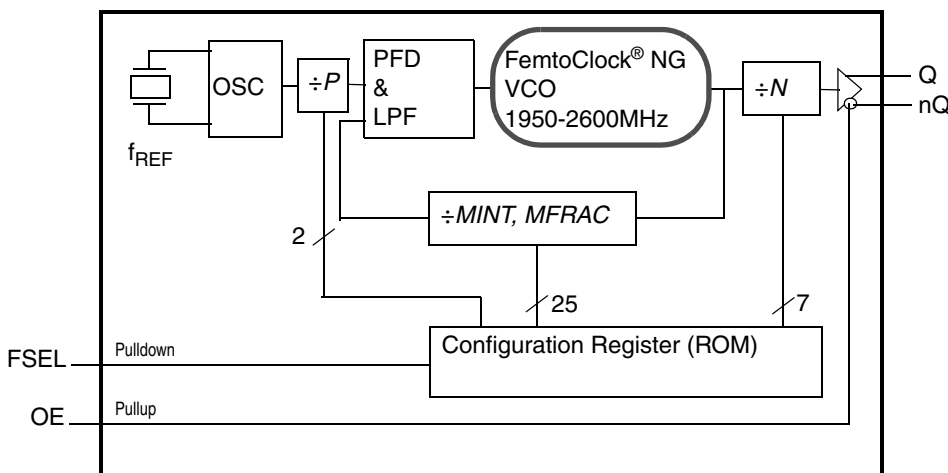 PFD
&
LPF
FemtoClock® NG
VCO
1950-2600MHz
OSC
÷P
÷N
Q
nQ
fREF
÷MINT, MFRAC
2
25
7
Configuration Register (ROM)
FSEL
Pulldown
OE
Pullup